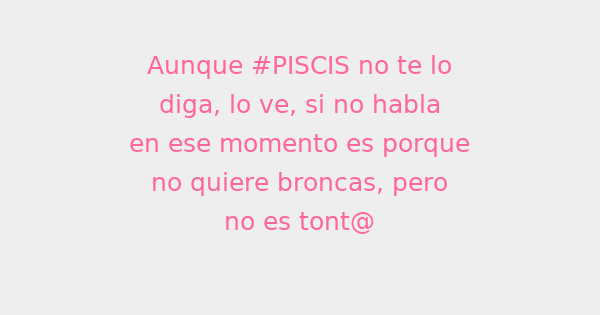 Aunque #PISCIS no te lo
diga, lo ve, si no habla
en ese momento es porque
no quiere broncas, pero
no es tont@